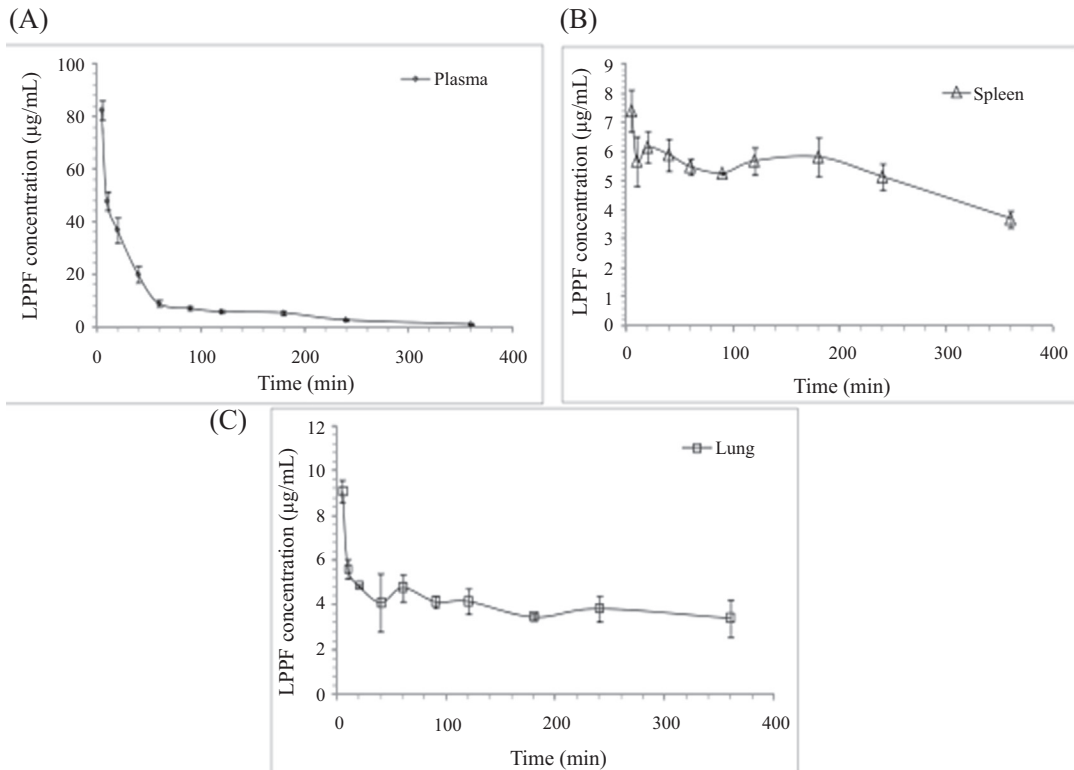 (A)
LPPF concentration (μg/mL)
100
80
60
40
20
0
0 100 200 300 400
Time (min)
Plasma
(B)
LPPF concentration (μg/mL)
9
8
7
6
5
4
3
2
1
0
0 100 200 300 400
Time (min)
Spleen
(C)
LPPF concentration (μg/mL)
12
10
8
6
4
2
0
0 100 200 300 400
Time (min)
Lung